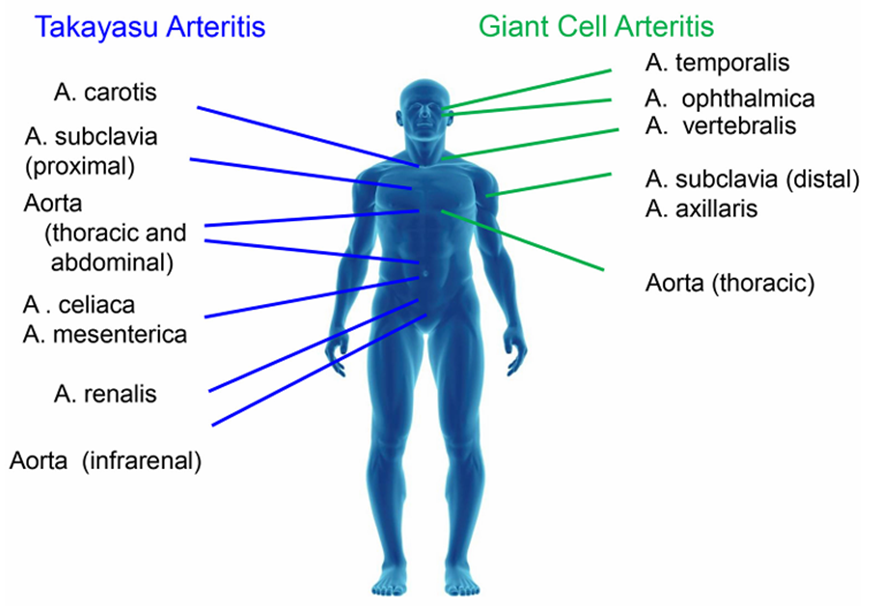 Takayasu Arteritis
A. carotis
A. subclavia
(proximal)
Aorta
(thoracic and
abdominal)
A . celiaca
A. mesenterica
A. renalis
Aorta (infrarenal)
Giant Cell Arteritis
A. temporalis
A. ophthalmica
A. vertebralis
A. subclavia (distal)
A. axillaris
Aorta (thoracic)